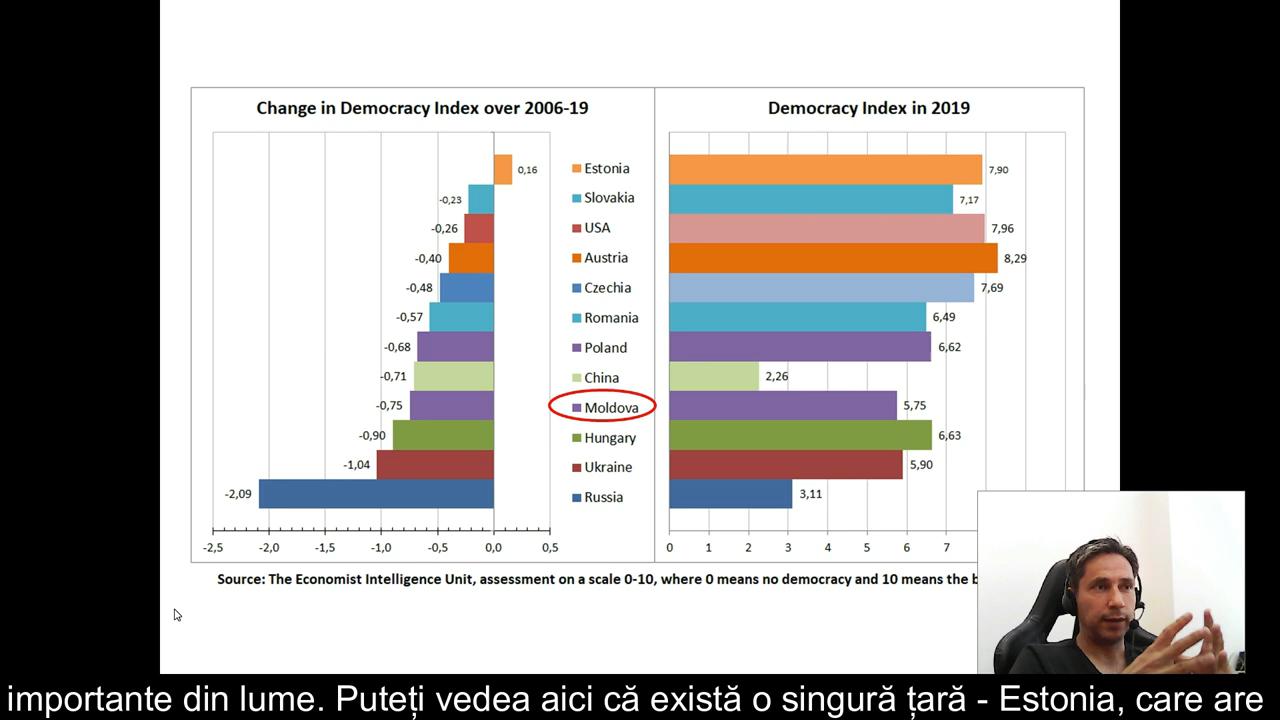 Change in Democracy Index over 2006-19
Democracy Index in 2019
0,16
Estonia
7,90
-0,23
Slovakia
7,17
-0,26
USA
7,96
-0,40
Austria
8,29
-0,48
Czechia
7,69
-0,57
Romania
6,49
-0,68
Poland
6,62
-0,71
China
2,26
-0,75
Moldova
5,75
-0,90
Hungary
6,63
-1,04
Ukraine
5,90
-2,09
Russia
3,11
-2,5 -2,0 -1,5 -1,0 -0,5 0,0 0,5
0 1 2 3 4 5 6 7
Source: The Economist Intelligence Unit, assessment on a scale 0-10, where 0 means no democracy and 10 means the
importante din lume. Puteți vedea aici că există o singură țară - Estonia, care are